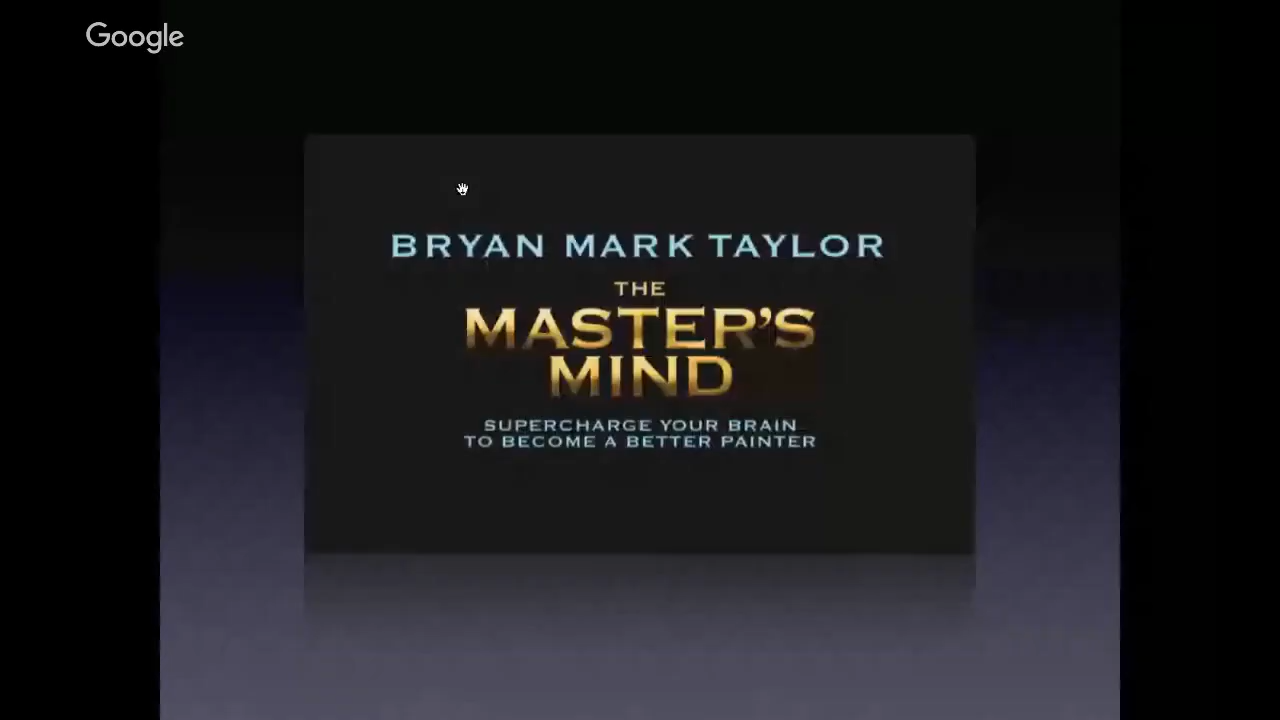 Google
BRYAN MARK TAYLOR
THE
MASTER'S
MIND
SUPERCHARGE YOUR BRAIN
TO BECOME A BETTER PAINTER